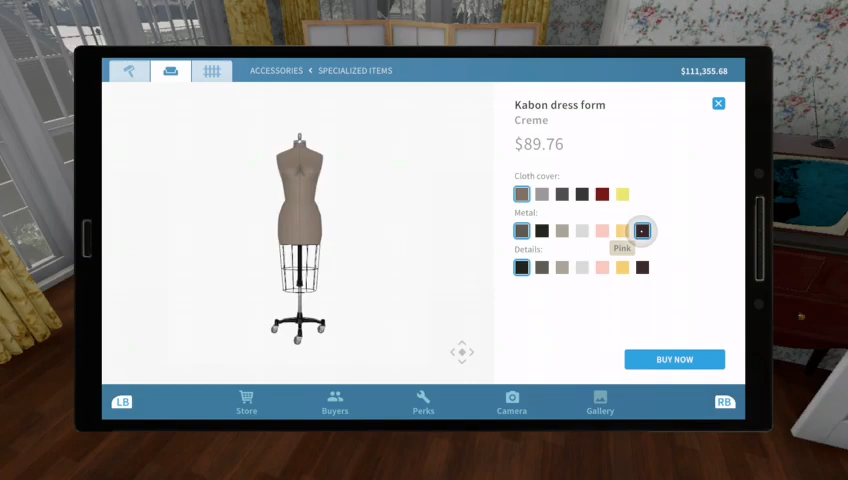 ACCESSORIES < SPECIALIZED ITEMS
$111,355.68
Kabon dress form
Creme
$89.76
Cloth cover:
Metal:
Pink
Details:
BUY NOW
LB
Store
Buyers
Perks
Camera
Gallery
RB